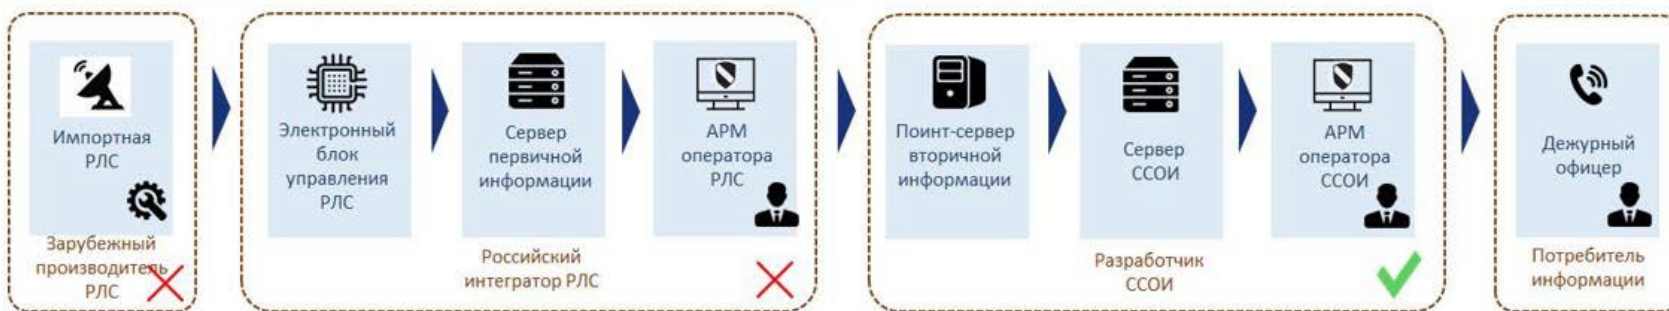 Импортная
РЛС
Зарубежный
производитель
РЛС
Электронный
блок
управления
РЛС
Сервер
первичной
информации
АРМ
оператора
РЛС
Российский
интегратор РЛС
Поинт-сервер
вторичной
информации
Сервер
ССОИ
АРМ
оператора
ССОИ
Разработчик
ССОИ
Дежурный
офицер
Потребитель
информации